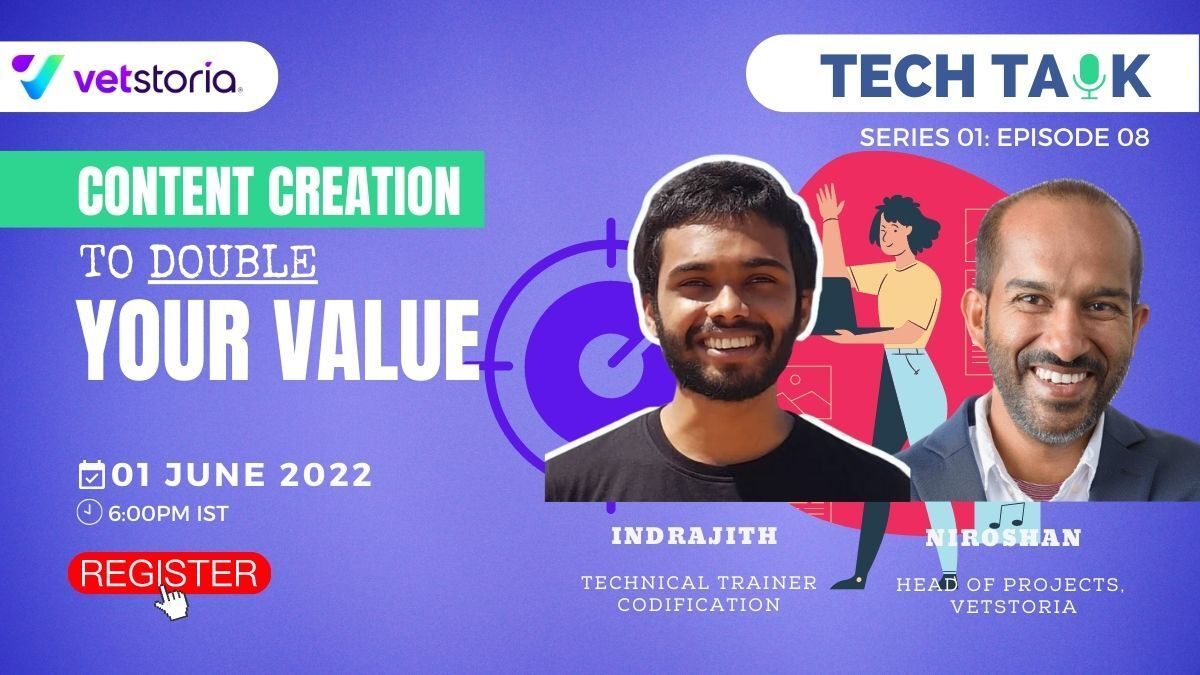 vetstoria®
TECH TALK
SERIES 01: EPISODE 08
CONTENT CREATION
TO DOUBLE
YOUR VALUE
01 JUNE 2022
6:00PM IST
REGISTER
INDRAJITH
TECHNICAL TRAINER
CODIFICATION
NIROSHAN
HEAD OF PROJECTS,
VETSTORIA